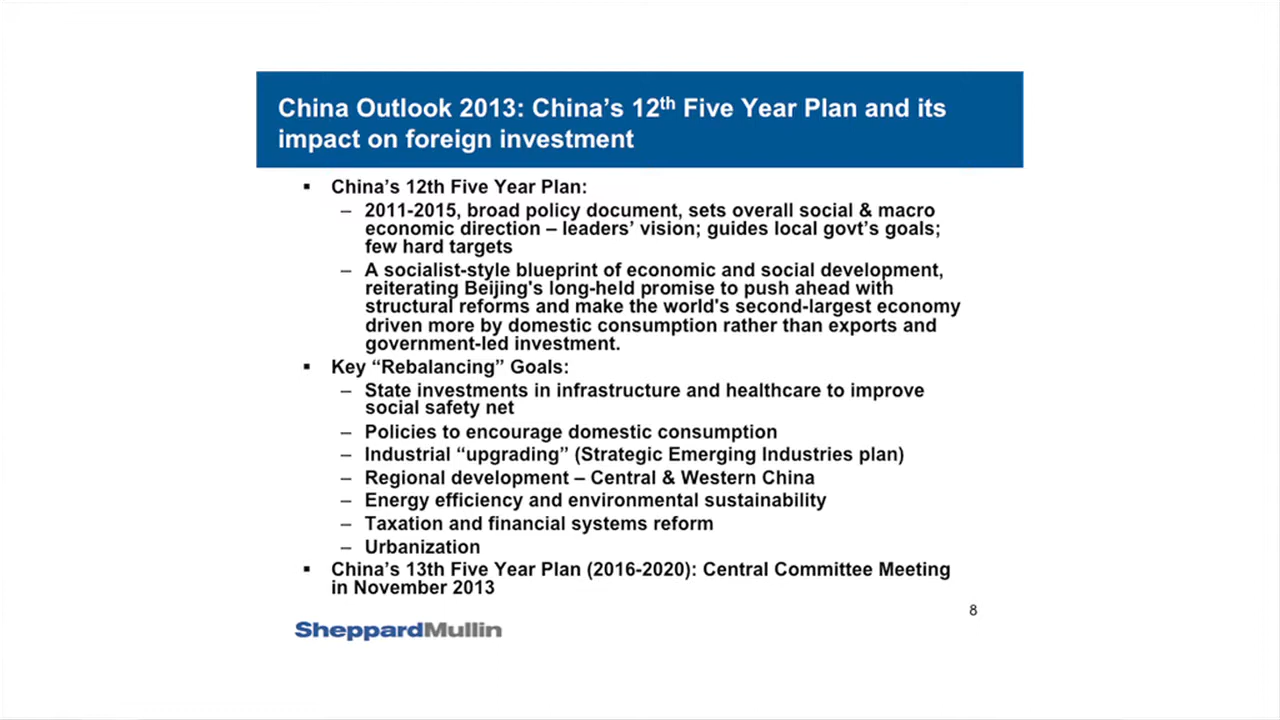 China Outlook 2013: China’s 12th Five Year Plan and its
impact on foreign investment
▪ China’s 12th Five Year Plan:
– 2011-2015, broad policy document, sets overall social & macro
economic direction – leaders’ vision; guides local govt’s goals;
few hard targets
– A socialist-style blueprint of economic and social development,
reiterating Beijing's long-held promise to push ahead with
structural reforms and make the world's second-largest economy
driven more by domestic consumption rather than exports and
government-led investment.
▪ Key “Rebalancing” Goals:
– State investments in infrastructure and healthcare to improve
social safety net
– Policies to encourage domestic consumption
– Industrial “upgrading” (Strategic Emerging Industries plan)
– Regional development – Central & Western China
– Energy efficiency and environmental sustainability
– Taxation and financial systems reform
– Urbanization
▪ China’s 13th Five Year Plan (2016-2020): Central Committee Meeting
in November 2013
8
SheppardMullin